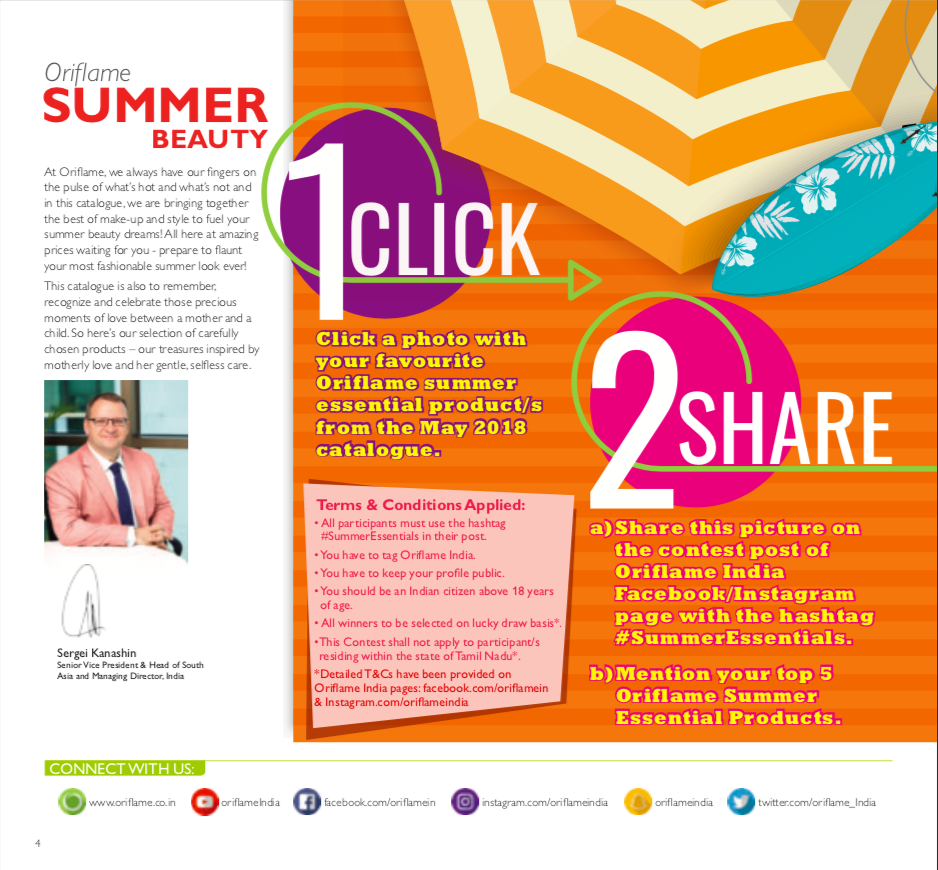 Oriflame
SUMMER
BEAUTY
At Oriflame, we always have our fingers on
the pulse of what's hot and what's not and
in this catalogue, we are bringing together
the best of make-up and style to fuel your
summer beauty dreams! All here at amazing
prices waiting for you - prepare to flaunt
your most fashionable summer look ever!
This catalogue is also to remember,
recognize and celebrate those precious
moments of love between a mother and a
child. So here's our selection of carefully
chosen products – our treasures inspired by
motherly love and her gentle, selfless care.
Sergei Kanashin
Senior Vice President & Head of South
Asia and Managing Director, India
1 CLICK
Click a photo with
your favourite
Oriflame summer
essential product/s
from the May 2018
catalogue.
Terms & Conditions Applied:
• All participants must use the hashtag
#SummerEssentials in their post.
• You have to tag Oriflame India.
• You have to keep your profile public.
• You should be an Indian citizen above 18 years
of age.
• All winners to be selected on lucky draw basis*.
• This Contest shall not apply to participant/s
residing within the state of Tamil Nadu*.
*Detailed T&Cs have been provided on
Oriflame India pages: facebook.com/oriflamein
& Instagram.com/oriflameindia
2 SHARE
a) Share this picture on
the contest post of
Oriflame India
Facebook/Instagram
page with the hashtag
#SummerEssentials.
b) Mention your top 5
Oriflame Summer
Essential Products.
CONNECT WITH US:
www.oriflame.co.in oriflameIndia facebook.com/oriflamein instagram.com/oriflameindia oriflameindia twitter.com/oriflame_India
4